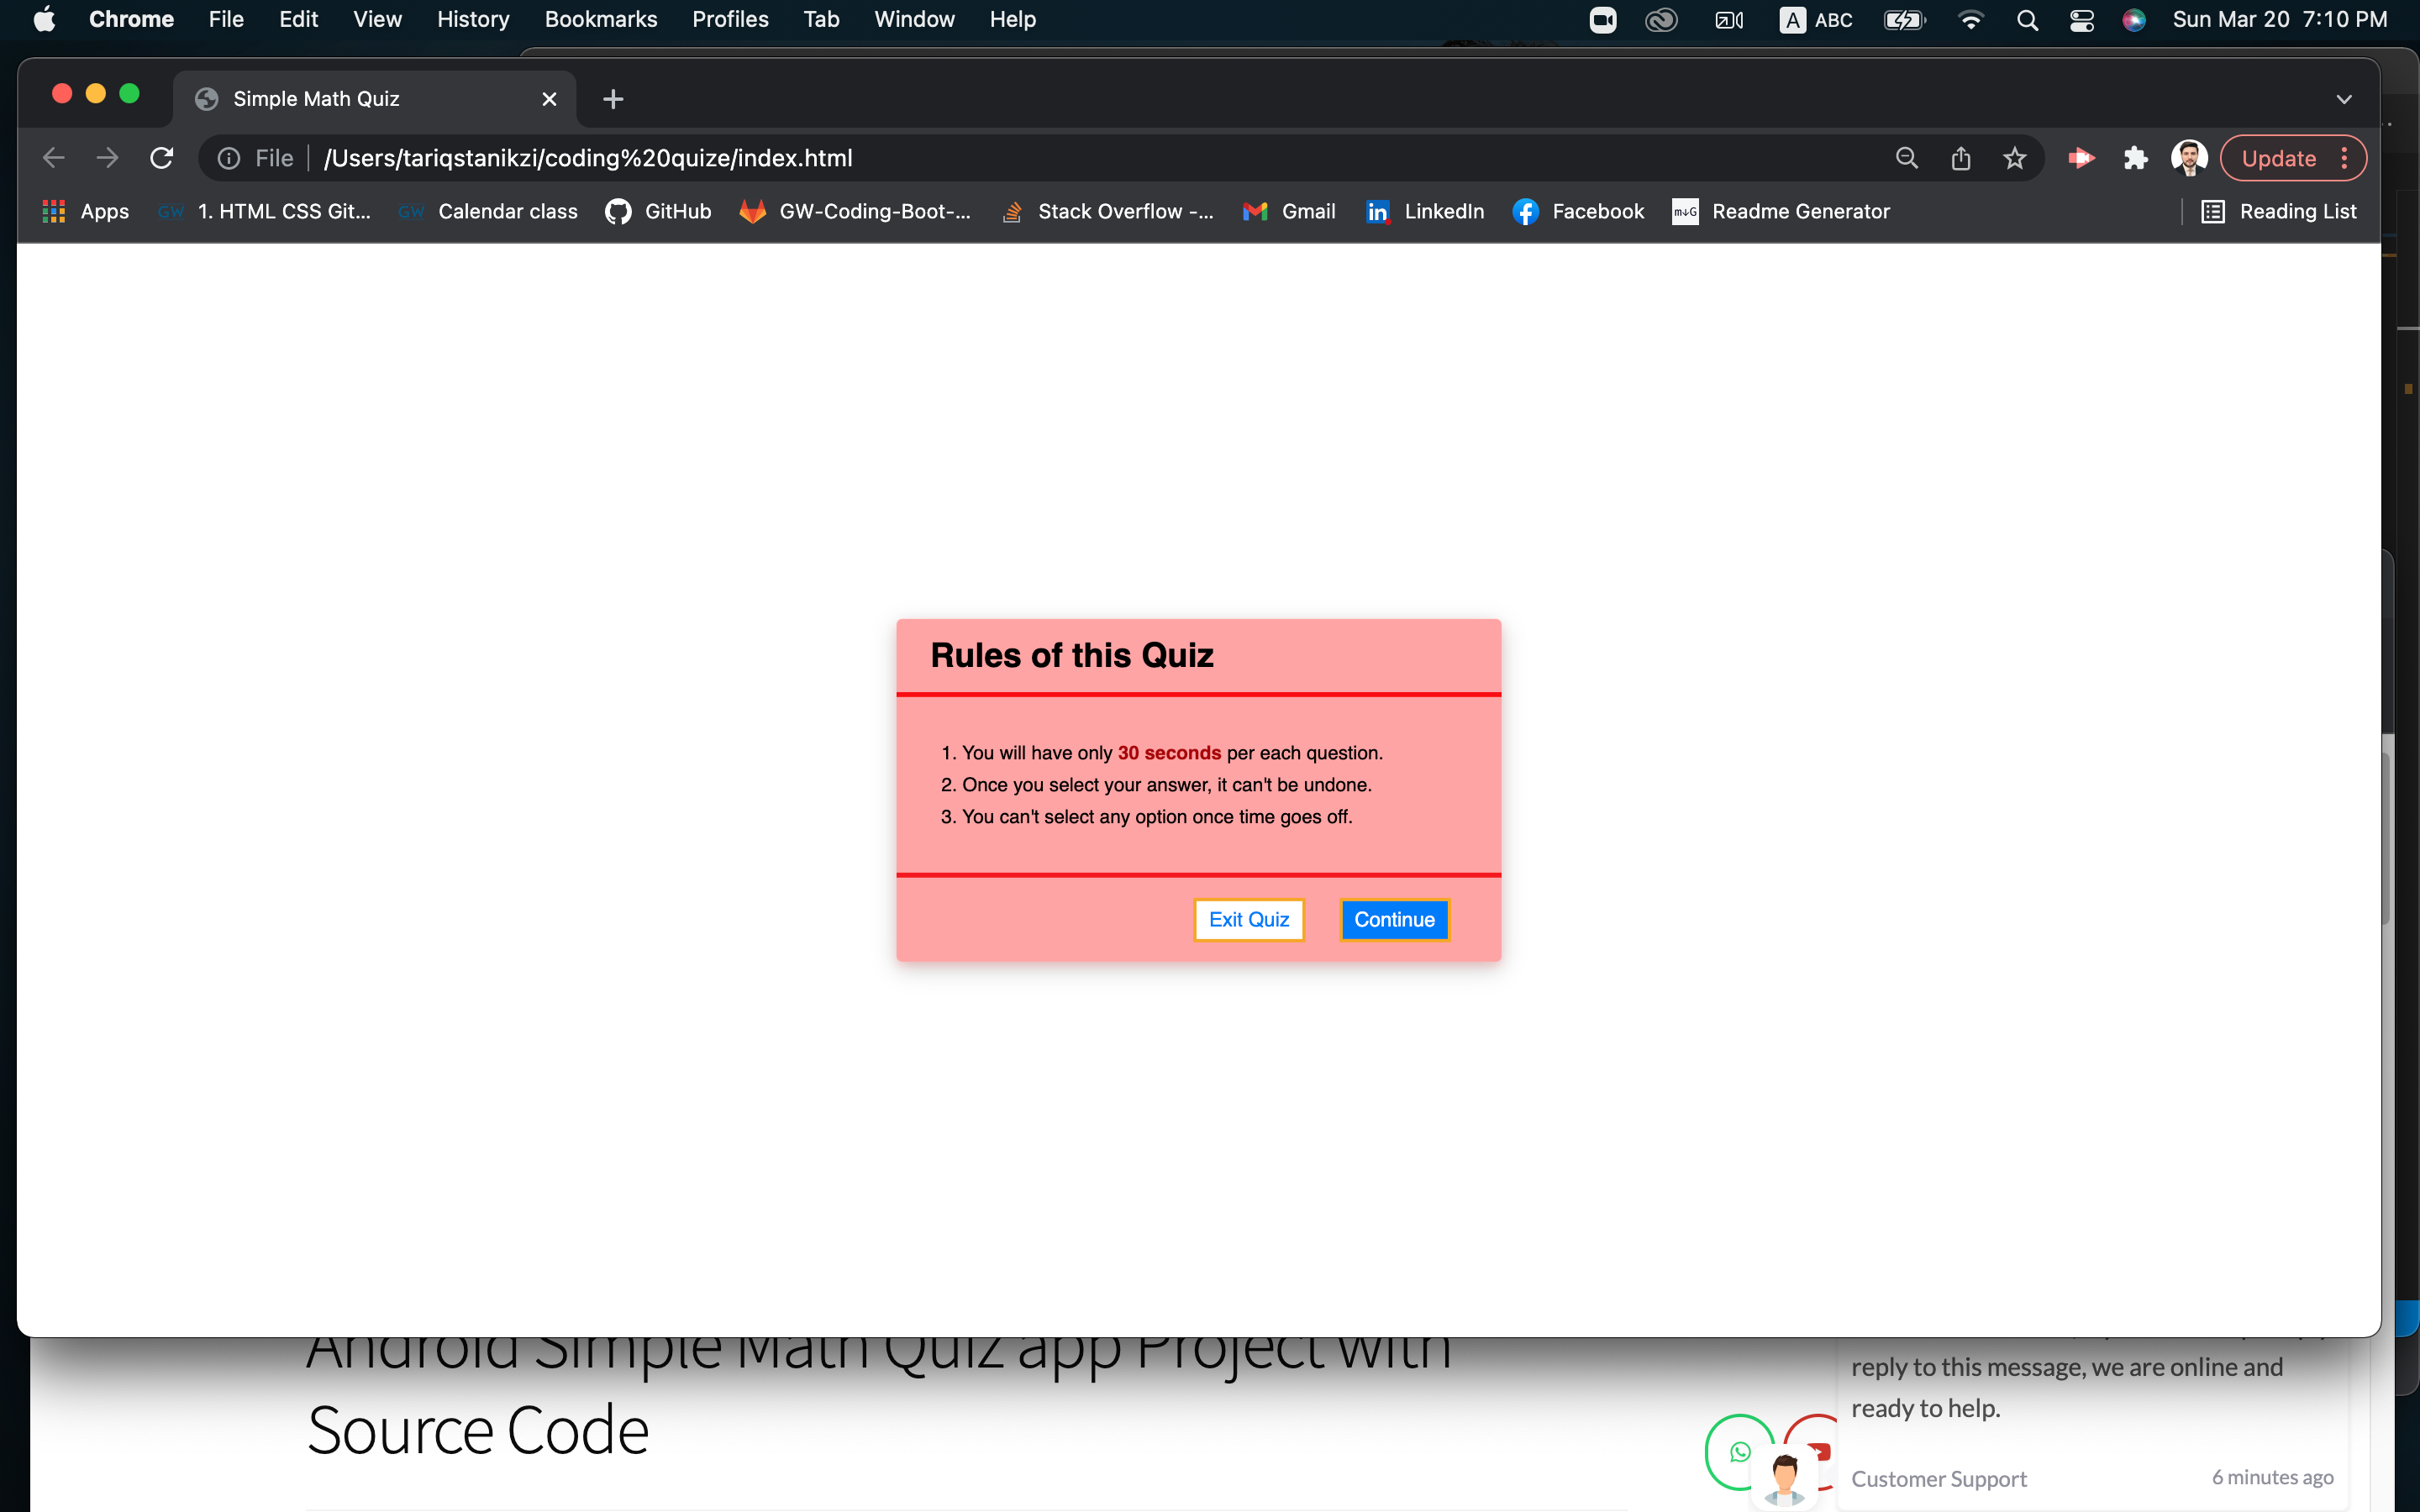 Chrome File Edit View History Bookmarks Profiles Tab Window Help A ABC Sun Mar 20 7:10 PM
Simple Math Quiz
File /Users/tariqstanikzi/coding%20quize/index.html Update
Apps GW 1. HTML CSS Git... GW Calendar class GitHub GW-Coding-Boot-... Stack Overflow -... Gmail in LinkedIn Facebook m↓G Readme Generator Reading List
Rules of this Quiz
1. You will have only 30 seconds per each question.
2. Once you select your answer, it can't be undone.
3. You can't select any option once time goes off.
Exit Quiz Continue
Android Simple Math Quiz app Project with
Source Code
reply to this message, we are online and
ready to help.
Customer Support 6 minutes ago